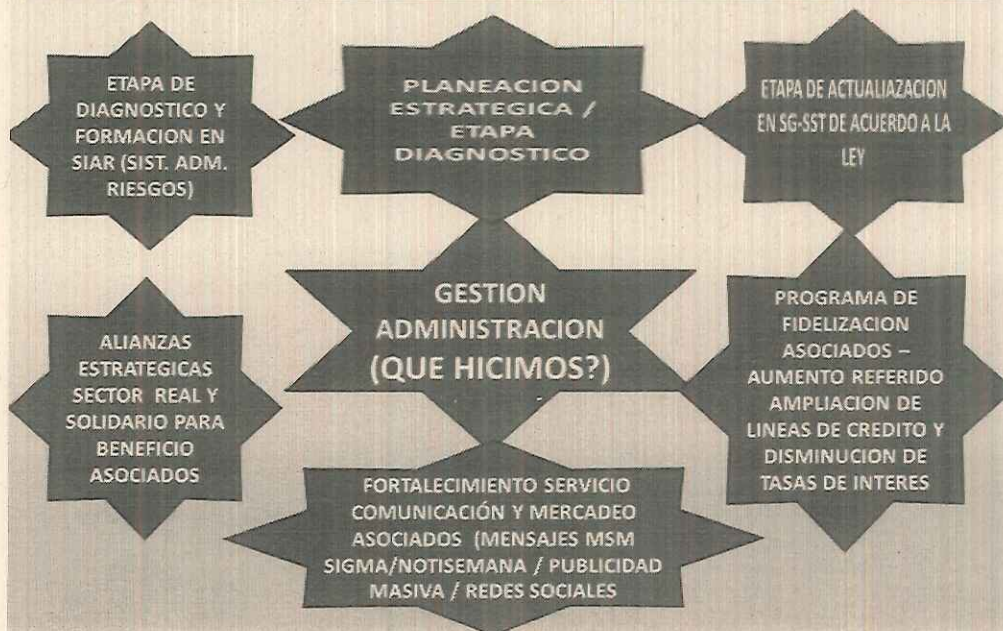 ETAPA DE
DIAGNOSTICO Y
FORMACION EN
SIAR (SIST. ADM.
RIESGOS)
PLANEACION
ESTRATEGICA /
ETAPA
DIAGNOSTICO
ETAPA DE ACTUALIAZACION
EN SG-SST DE ACUERDO A LA
LEY
GESTION
ADMINISTRACION
(QUE HICIMOS?)
ALIANZAS
ESTRATEGICAS
SECTOR REAL Y
SOLIDARIO PARA
BENEFICIO
ASOCIADOS
PROGRAMA DE
FIDELIZACION
ASOCIADOS –
AUMENTO REFERIDO
AMPLIACION DE
LINEAS DE CREDITO Y
DISMINUCION DE
TASAS DE INTERES
FORTALECIMIENTO SERVICIO
COMUNICACIÓN Y MERCADEO
ASOCIADOS (MENSAJES MSM
SIGMA/NOTISEMANA / PUBLICIDAD
MASIVA / REDES SOCIALES